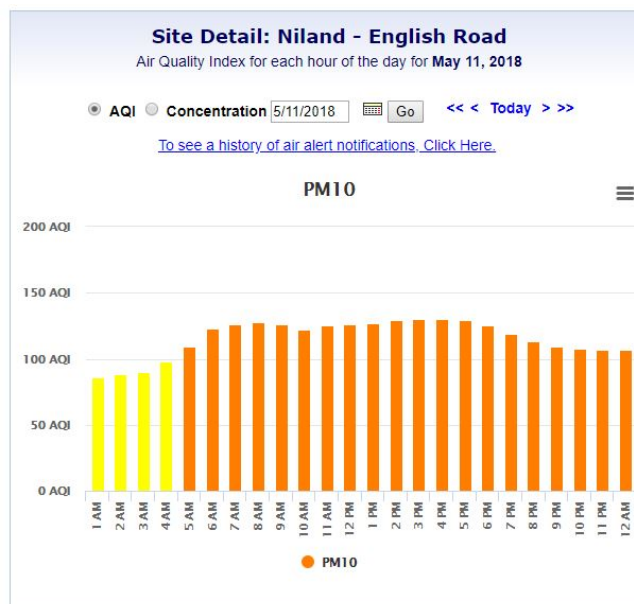 Site Detail: Niland - English Road
Air Quality Index for each hour of the day for May 11, 2018
AQI Concentration 5/11/2018 Go << < Today > >>
To see a history of air alert notifications, Click Here.
PM10
200 AQI
150 AQI
100 AQI
50 AQI
0 AQI
1 AM 2 AM 3 AM 4 AM 5 AM 6 AM 7 AM 8 AM 9 AM 10 AM 11 AM 12 PM 1 PM 2 PM 3 PM 4 PM 5 PM 6 PM 7 PM 8 PM 9 PM 10 PM 11 PM 12 AM
PM10